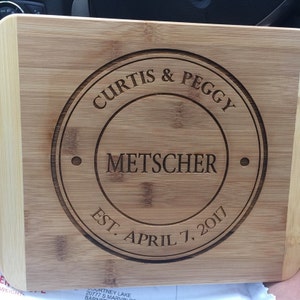 CURTIS & PEGGY
METSCHER
EST. APRIL 7, 2017